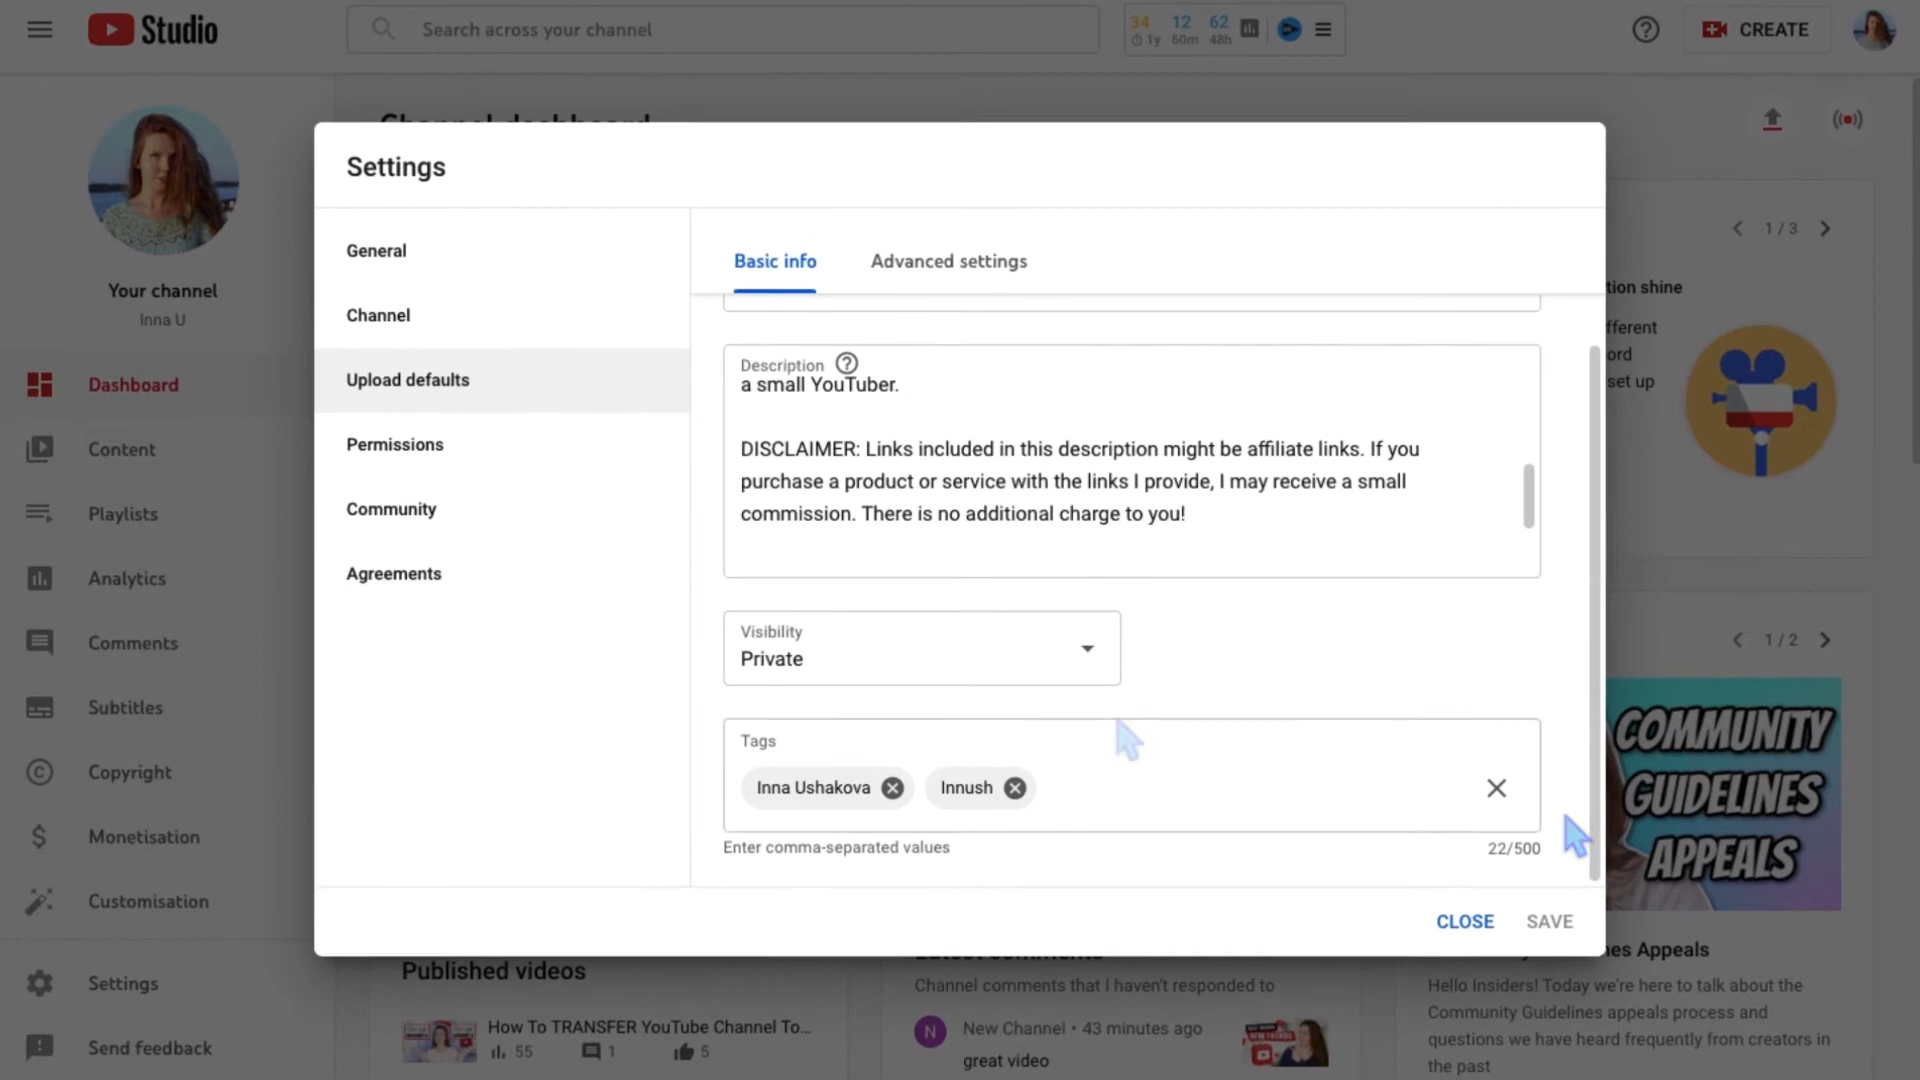 Studio
Search across your channel
34 12 62
1y 60m 48h
CREATE
Your channel
Inna U
Dashboard
Content
Playlists
Analytics
Comments
Subtitles
Copyright
Monetisation
Customisation
Settings
Send feedback
Channel dashboard
Settings
General
Channel
Upload defaults
Permissions
Community
Agreements
Basic info
Advanced settings
Description
a small YouTuber.
DISCLAIMER: Links included in this description might be affiliate links. If you
purchase a product or service with the links I provide, I may receive a small
commission. There is no additional charge to you!
Visibility
Private
Tags
Inna Ushakova
Innush
Enter comma-separated values
22/500
CLOSE
SAVE
1 / 3
tion shine
fferent
ord
set up
1 / 2
COMMUNITY
GUIDELINES
APPEALS
nes Appeals
Hello Insiders! Today we're here to talk about the
Community Guidelines appeals process and
questions we have heard frequently from creators in
the past
Published videos
How To TRANSFER YouTube Channel To...
55
1
5
Latest comments
Channel comments that I haven't responded to
N
New Channel • 43 minutes ago
great video